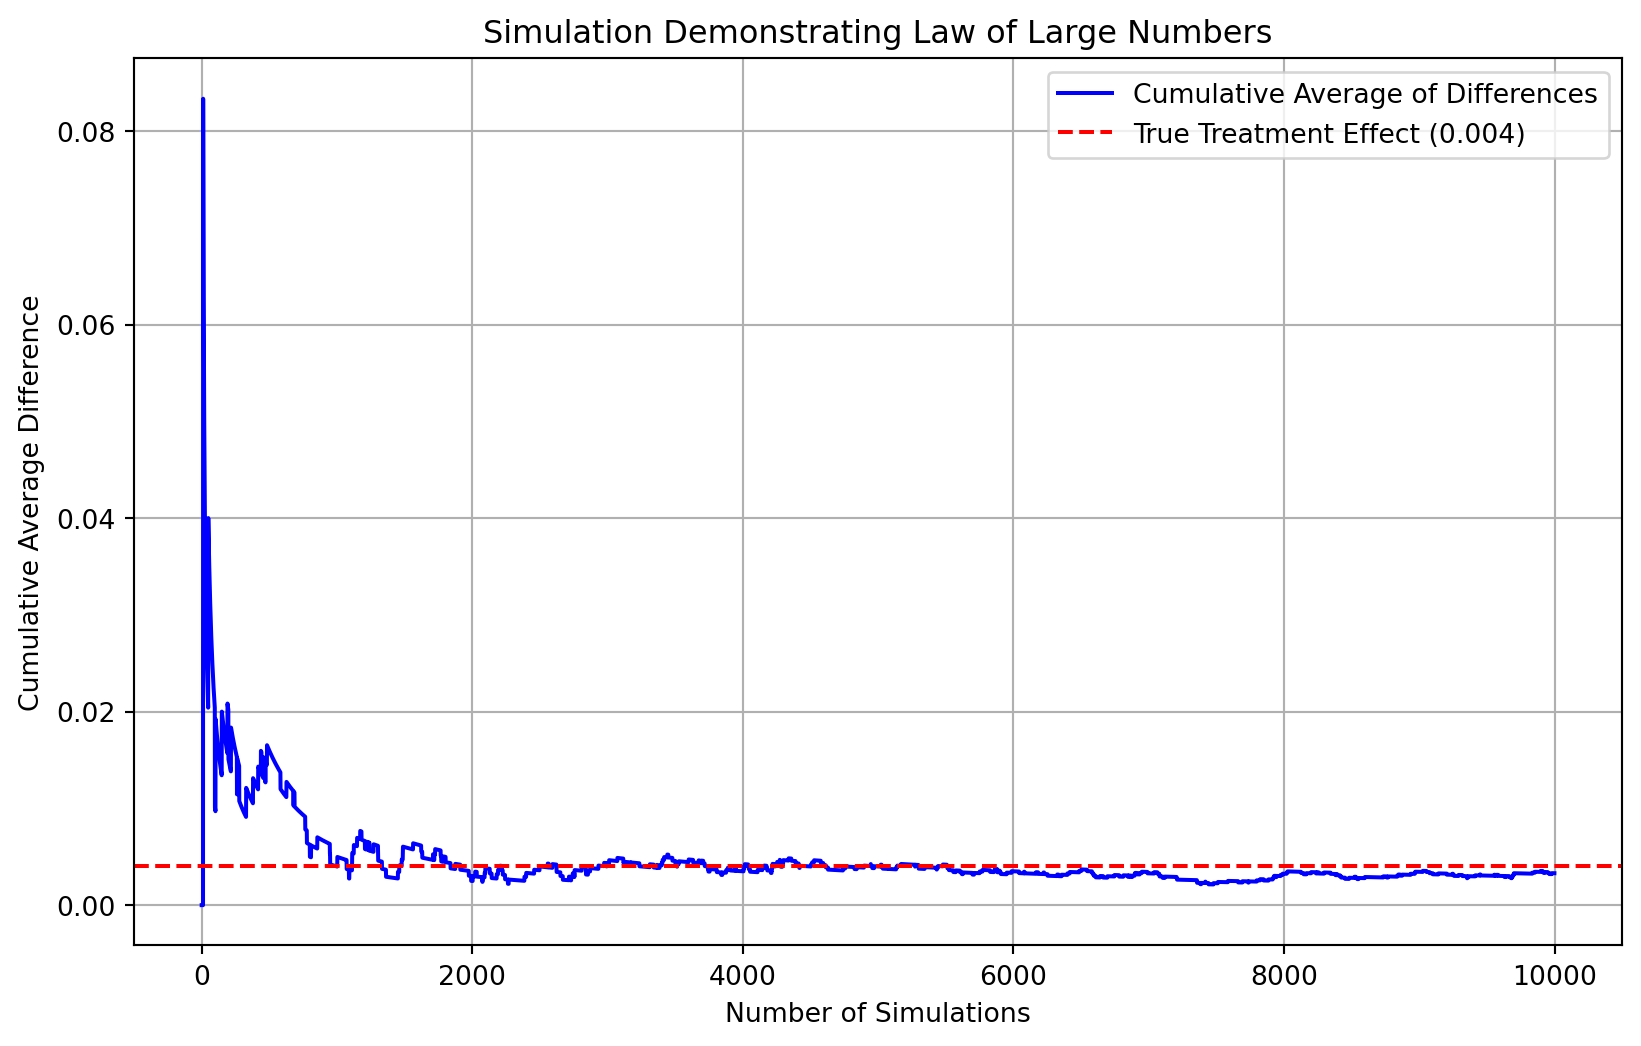 Simulation Demonstrating Law of Large Numbers
Cumulative Average of Differences
True Treatment Effect (0.004)
Cumulative Average Difference
0.08
0.06
0.04
0.02
0.00
0 2000 4000 6000 8000 10000
Number of Simulations